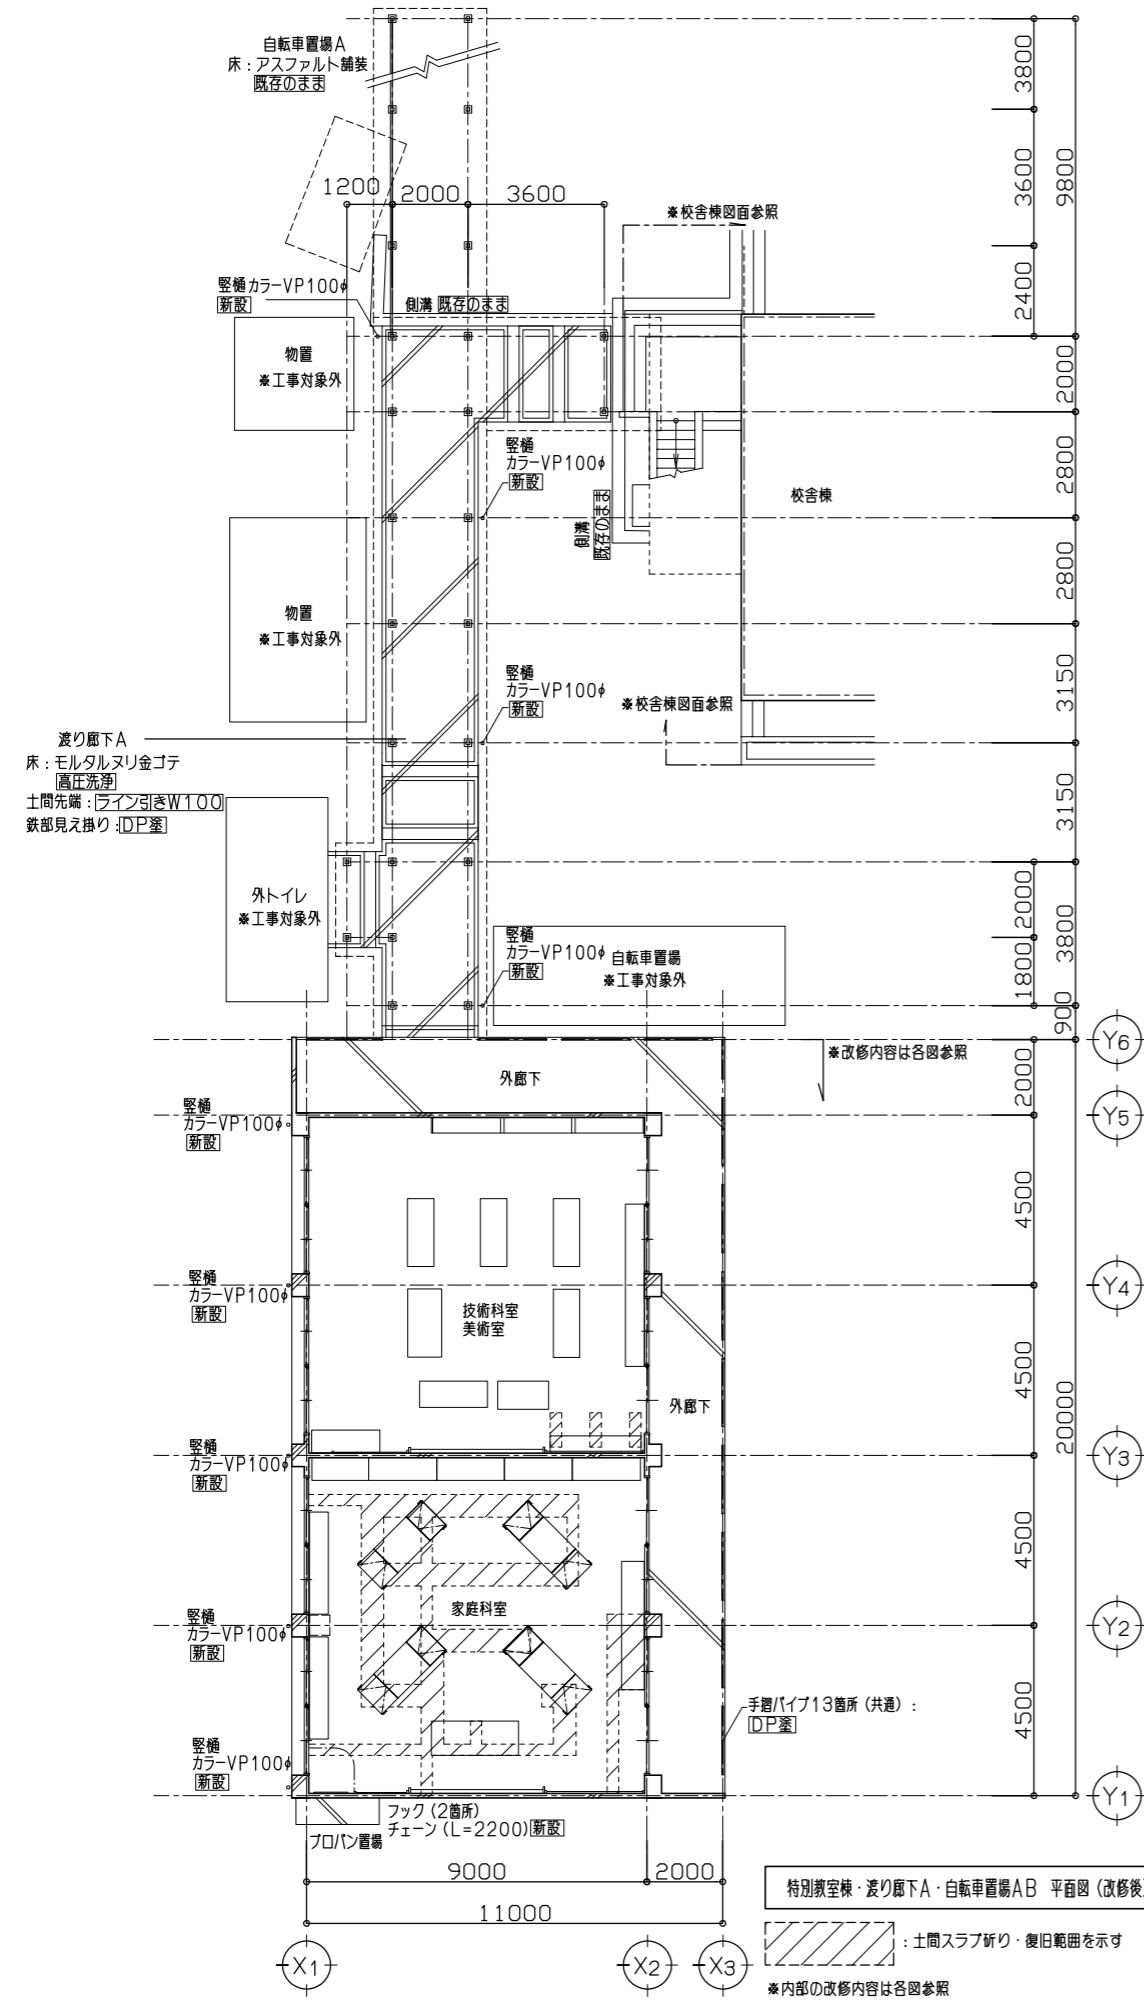 自転車置場A
床：アスファルト舗装
既存のまま
3800
3600
9800
2400
1200
2000
3600
※校舎棟図面参照
竪樋カラーVP100φ
新設
側溝 既存のまま
物置
※工事対象外
2000
竪樋
カラーVP100φ
新設
側溝
既存のまま
校舎棟
2800
2800
物置
※工事対象外
竪樋
カラーVP100φ
新設
※校舎棟図面参照
3150
3150
渡り廊下A
床：モルタルヌリ金ゴテ
高圧洗浄
土間先端：ライン引きW100
鉄部見え掛り：DP塗
外トイレ
※工事対象外
竪樋
カラーVP100φ
新設
自転車置場
※工事対象外
2000
1800
3800
900
外廊下
※改修内容は各図参照
2000
Y6
Y5
竪樋
カラーVP100φ
新設
4500
竪樋
カラーVP100φ
新設
技術科室
美術室
Y4
外廊下
4500
20000
竪樋
カラーVP100φ
新設
Y3
4500
家庭科室
竪樋
カラーVP100φ
新設
Y2
手摺パイプ13箇所（共通）：
DP塗
4500
竪樋
カラーVP100φ
新設
Y1
フック（2箇所）
チェーン（L=2200）新設
プロパン置場
9000
2000
11000
X1
X2
X3
特別教室棟・渡り廊下A・自転車置場AB 平面図（改修後）
：土間スラブ斫り・復旧範囲を示す
※内部の改修内容は各図参照